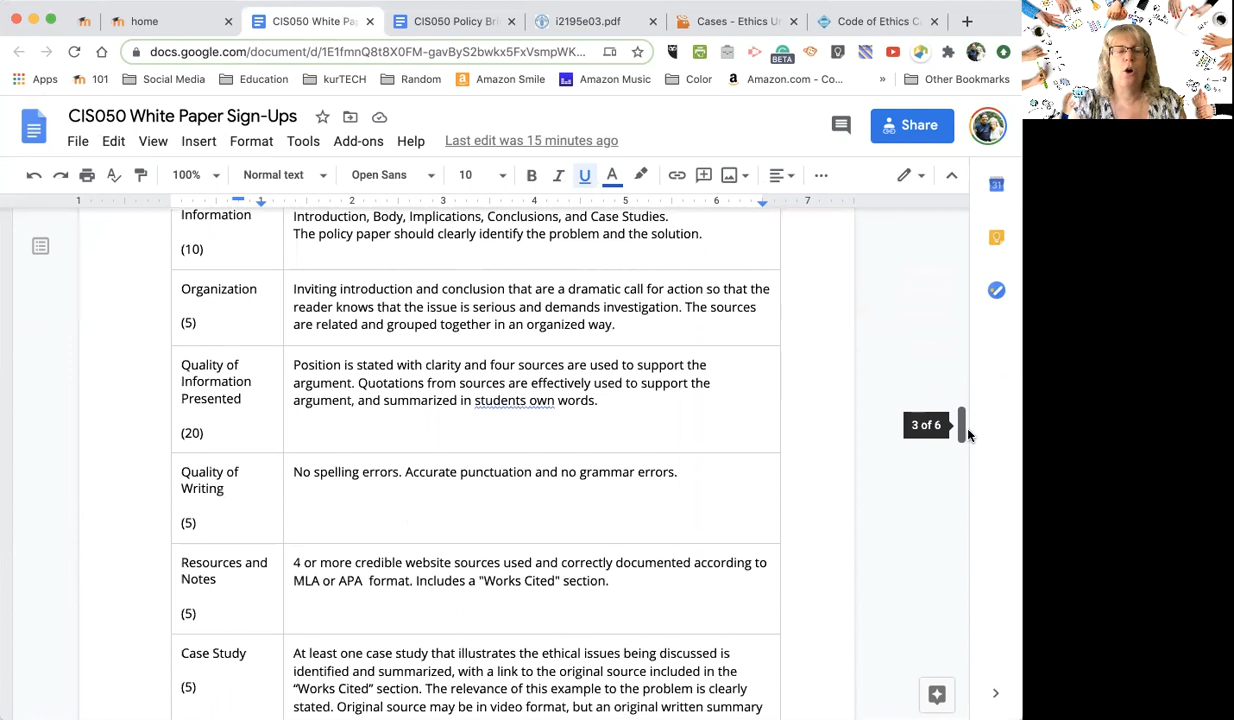 home
CIS050 White Pa
CIS050 Policy Bri
i2195e03.pdf
Cases - Ethics Un
Code of Ethics Ca
docs.google.com/document/d/1E1fmnQ8t8X0FM-gavByS2bwkx5FxVsmpWK...
BETA
Apps
101
Social Media
Education
kurTECH
Random
Amazon Smile
Amazon Music
Color
Amazon.com - Co...
»
Other Bookmarks
CIS050 White Paper Sign-Ups
File Edit View Insert Format Tools Add-ons Help Last edit was 15 minutes ago
Share
100% Normal text Open Sans 10 B I U A
1 1 2 3 4 5 6 7
31
Information
(10)
Introduction, Body, Implications, Conclusions, and Case Studies.
The policy paper should clearly identify the problem and the solution.
Organization
(5)
Inviting introduction and conclusion that are a dramatic call for action so that the
reader knows that the issue is serious and demands investigation. The sources
are related and grouped together in an organized way.
Quality of
Information
Presented
(20)
Position is stated with clarity and four sources are used to support the
argument. Quotations from sources are effectively used to support the
argument, and summarized in students own words.
3 of 6
Quality of
Writing
(5)
No spelling errors. Accurate punctuation and no grammar errors.
Resources and
Notes
(5)
4 or more credible website sources used and correctly documented according to
MLA or APA  format. Includes a "Works Cited" section.
Case Study
(5)
At least one case study that illustrates the ethical issues being discussed is
identified and summarized, with a link to the original source included in the
“Works Cited” section. The relevance of this example to the problem is clearly
stated. Original source may be in video format, but an original written summary